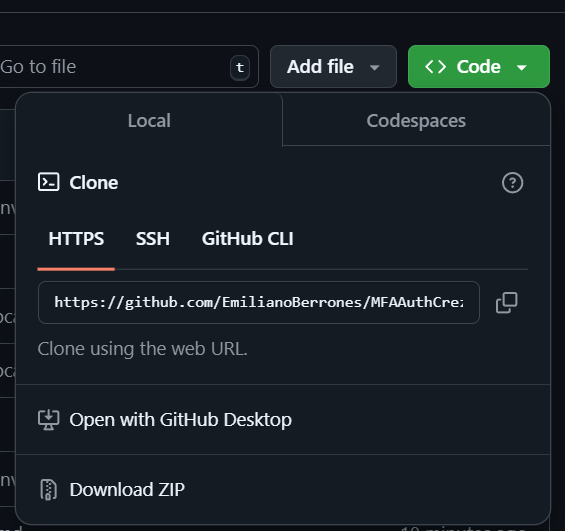 Go to file
t
Add file
Code
Local
Codespaces
Clone
HTTPS
SSH
GitHub CLI
https://github.com/EmilianoBerrones/MFAAuthCre
Clone using the web URL.
Open with GitHub Desktop
Download ZIP